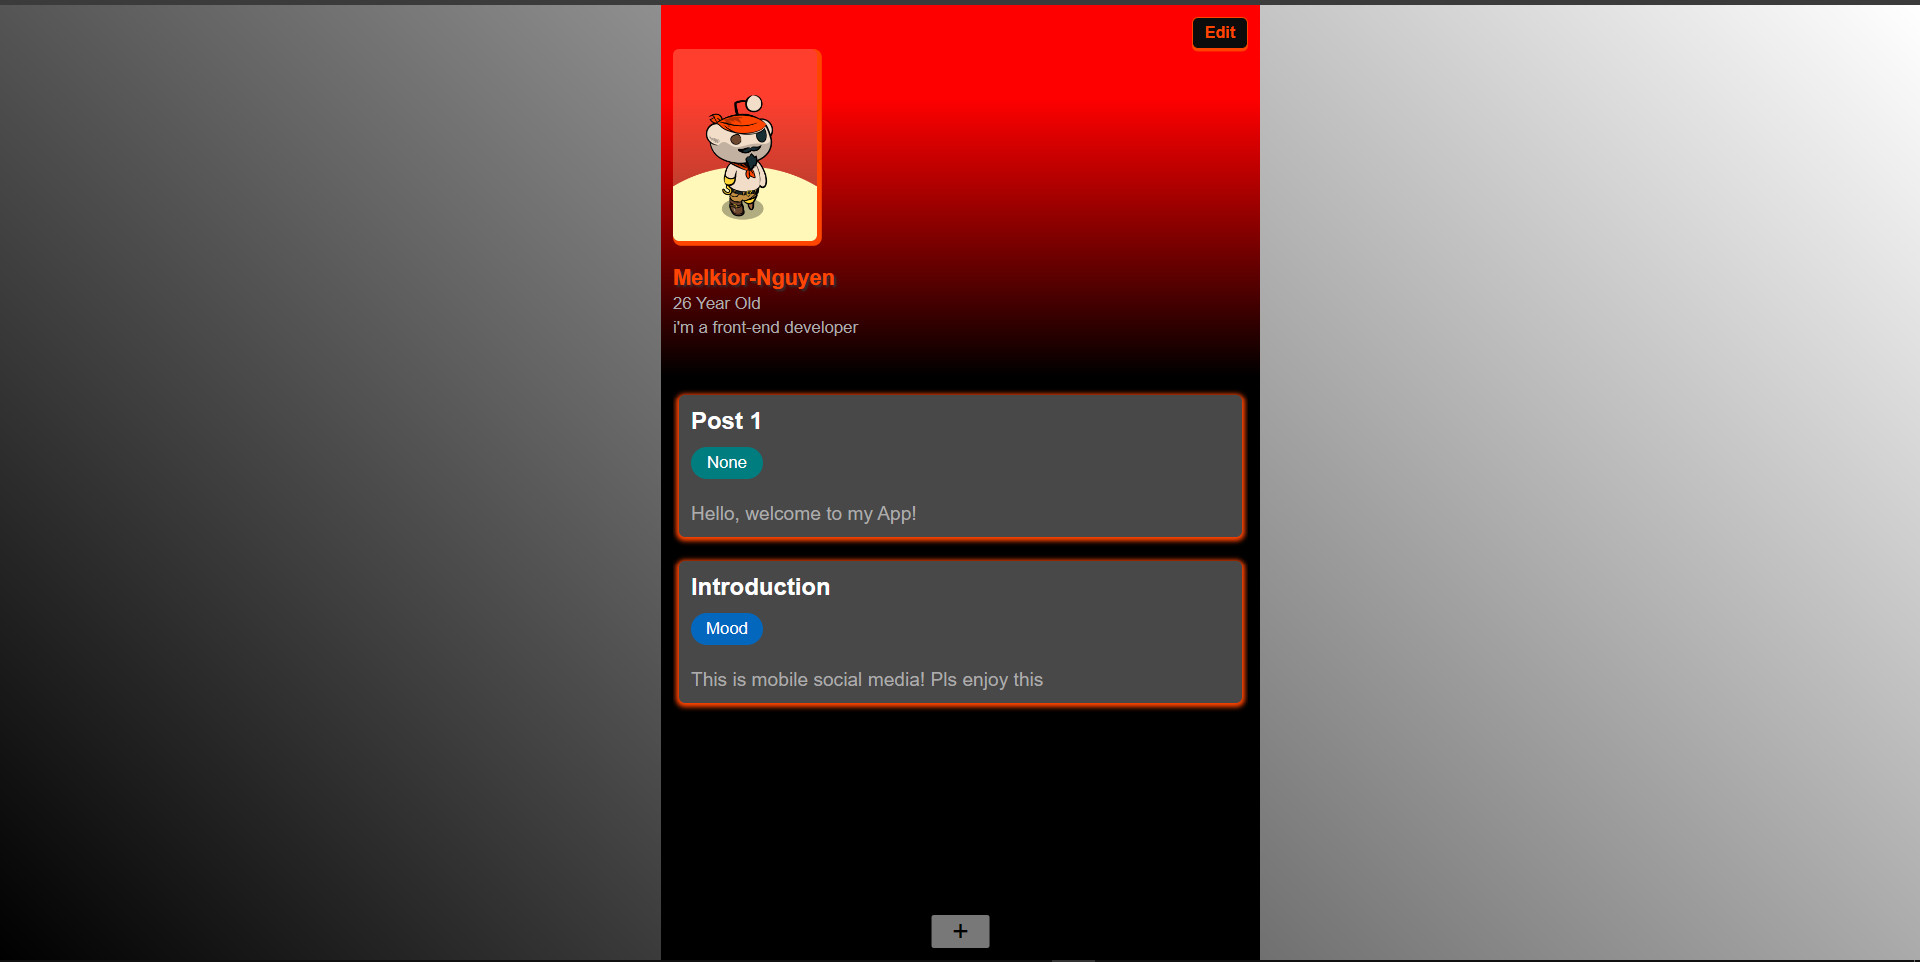 Edit
Melkior-Nguyen
26 Year Old
i'm a front-end developer
Post 1
None
Hello, welcome to my App!
Introduction
Mood
This is mobile social media! Pls enjoy this
+